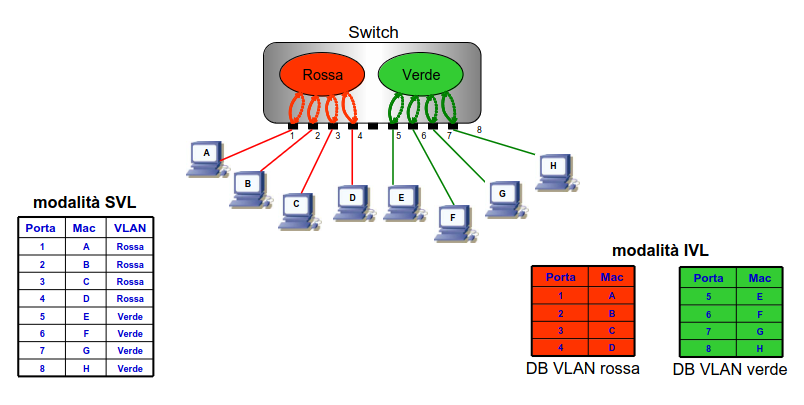 Switch
Rossa
Verde
1 2 3 4 5 6 7 8
A
B
C
D
E
F
G
H
modalità SVL
Porta Mac VLAN
1 A Rossa
2 B Rossa
3 C Rossa
4 D Rossa
5 E Verde
6 F Verde
7 G Verde
8 H Verde
modalità IVL
Porta Mac
1 A
2 B
3 C
4 D
DB VLAN rossa
Porta Mac
5 E
6 F
7 G
8 H
DB VLAN verde